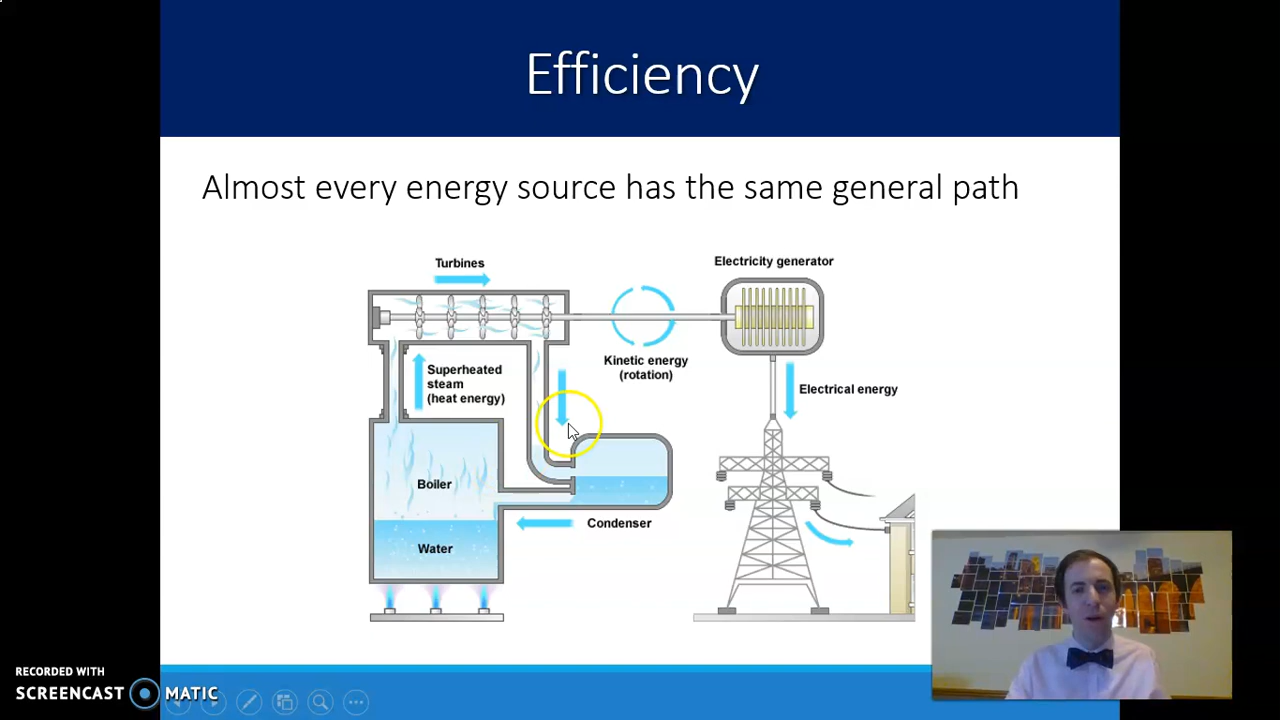 Efficiency
Almost every energy source has the same general path
Turbines
Electricity generator
Kinetic energy
(rotation)
Superheated
steam
(heat energy)
Electrical energy
Boiler
Condenser
Water
RECORDED WITH
SCREENCAST MATIC